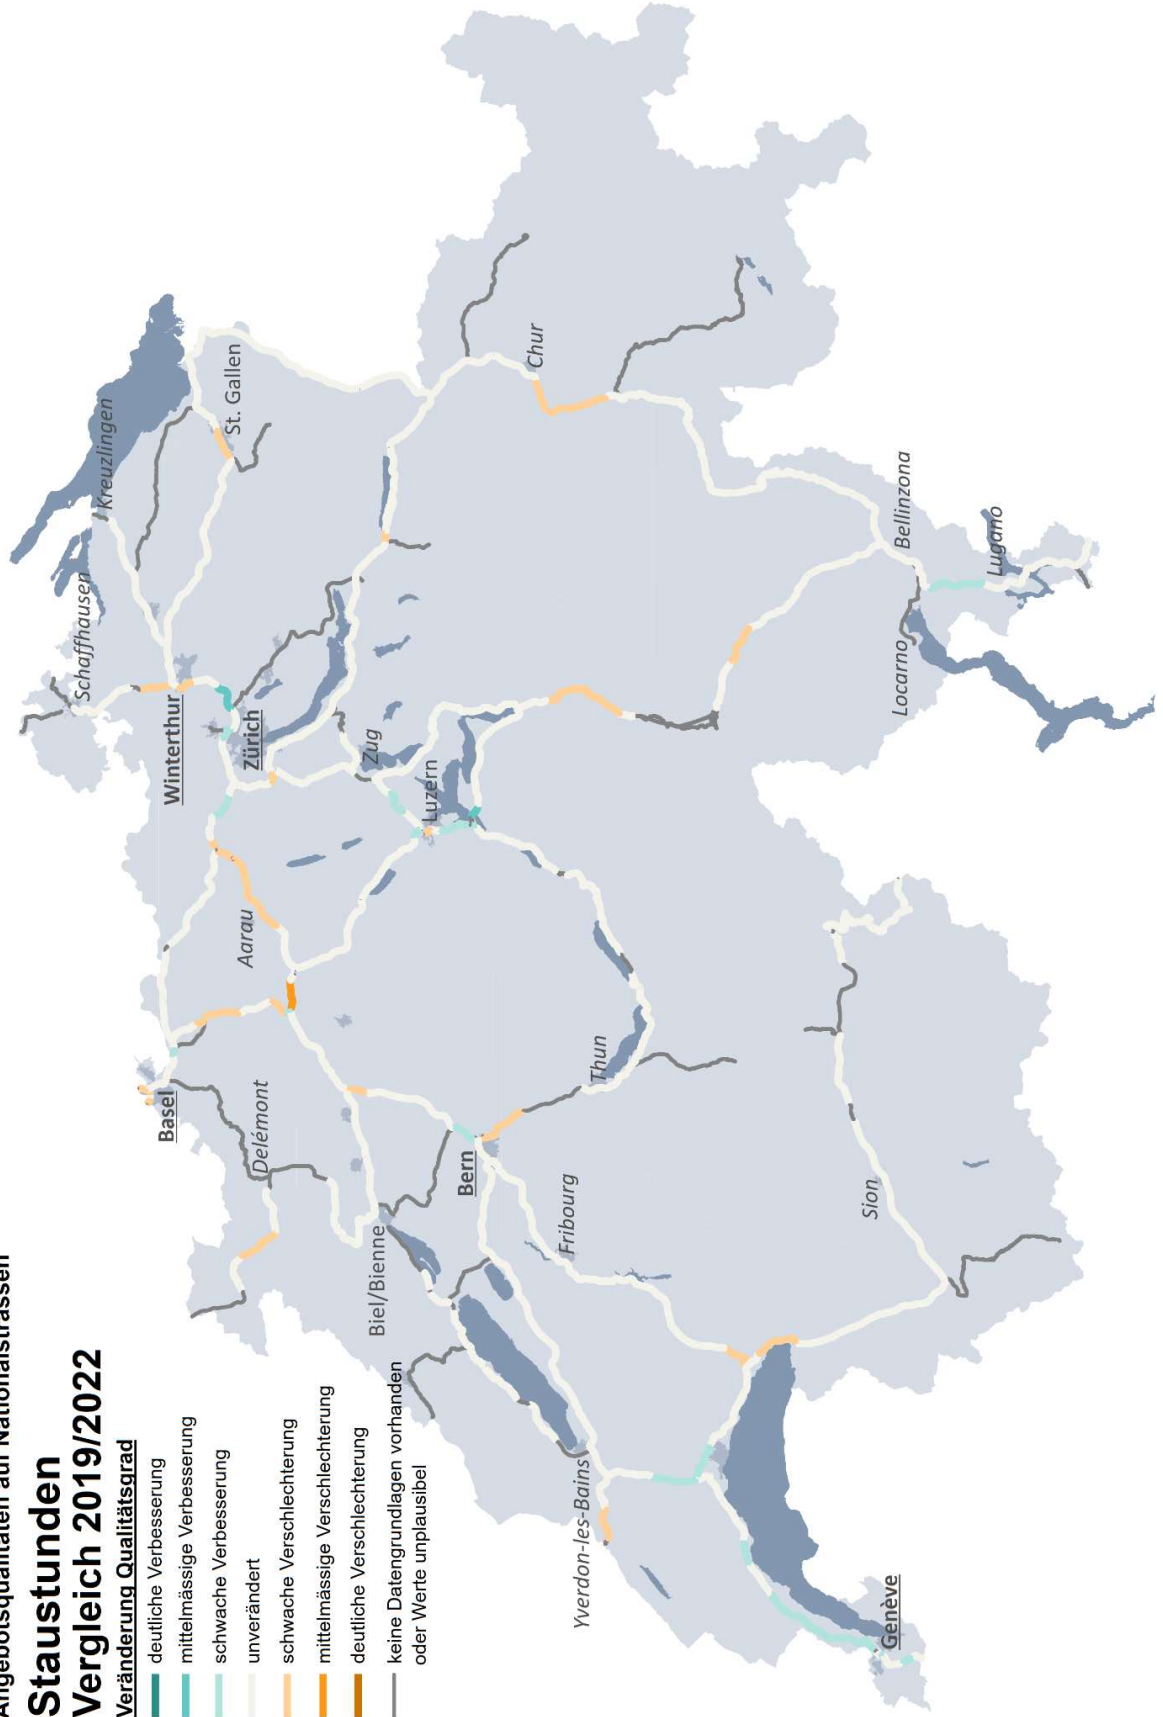 Angebotsqualitäten auf Nationalstrassen
Staustunden
Vergleich 2019/2022
Veränderung Qualitätsgrad
deutliche Verbesserung
mittelmässige Verbesserung
schwache Verbesserung
unverändert
schwache Verschlechterung
mittelmässige Verschlechterung
deutliche Verschlechterung
keine Datengrundlagen vorhanden
oder Werte unplausibel
Schaffhausen
Kreuzlingen
Winterthur
St. Gallen
Basel
Zürich
Aarau
Delémont
Zug
Luzern
Biel/Bienne
Bern
Chur
Fribourg
Thun
Yverdon-les-Bains
Sion
Genève
Locarno
Bellinzona
Lugano